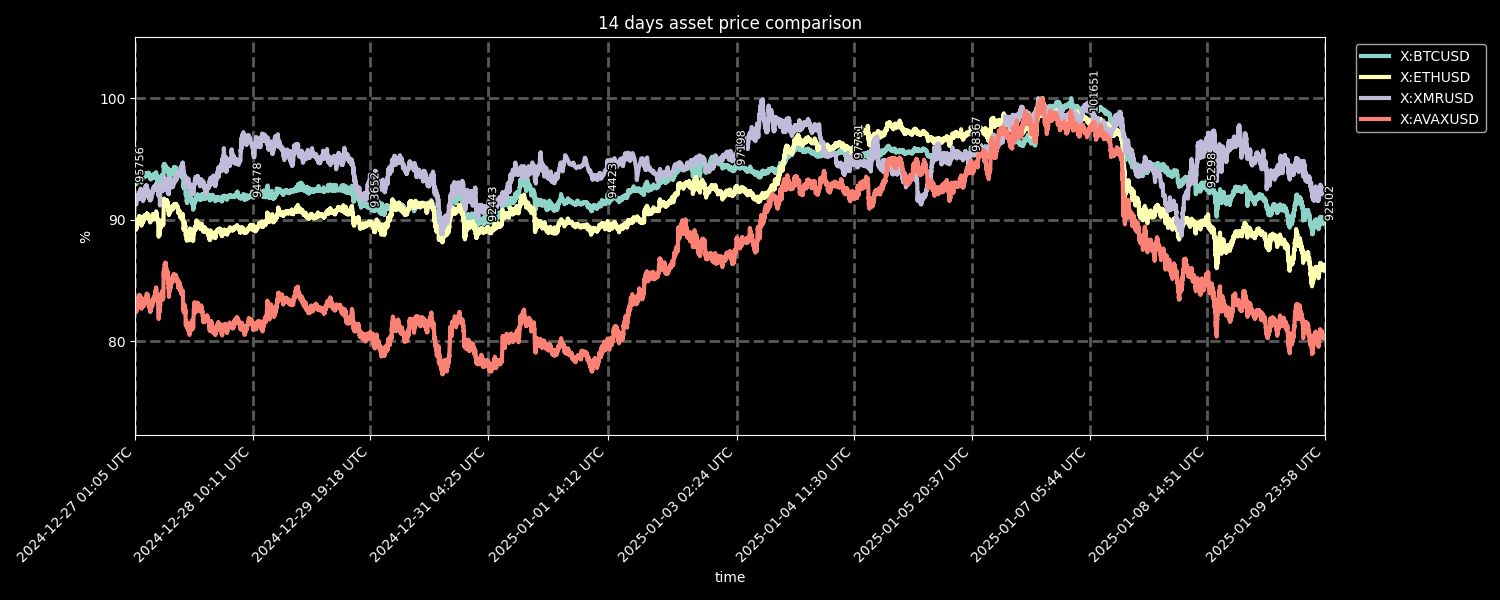 14 days asset price comparison
X:BTCUSD
X:ETHUSD
X:XMRUSD
X:AVAXUSD
100
90
80
%
95756
94478
93652
92443
94423
97198
97731
98367
101651
95298
92502
2024-12-27 01:05 UTC
2024-12-28 10:11 UTC
2024-12-29 19:18 UTC
2024-12-31 04:25 UTC
2025-01-01 14:12 UTC
2025-01-03 02:24 UTC
2025-01-04 11:30 UTC
2025-01-05 20:37 UTC
2025-01-07 05:44 UTC
2025-01-08 14:51 UTC
2025-01-09 23:58 UTC
time